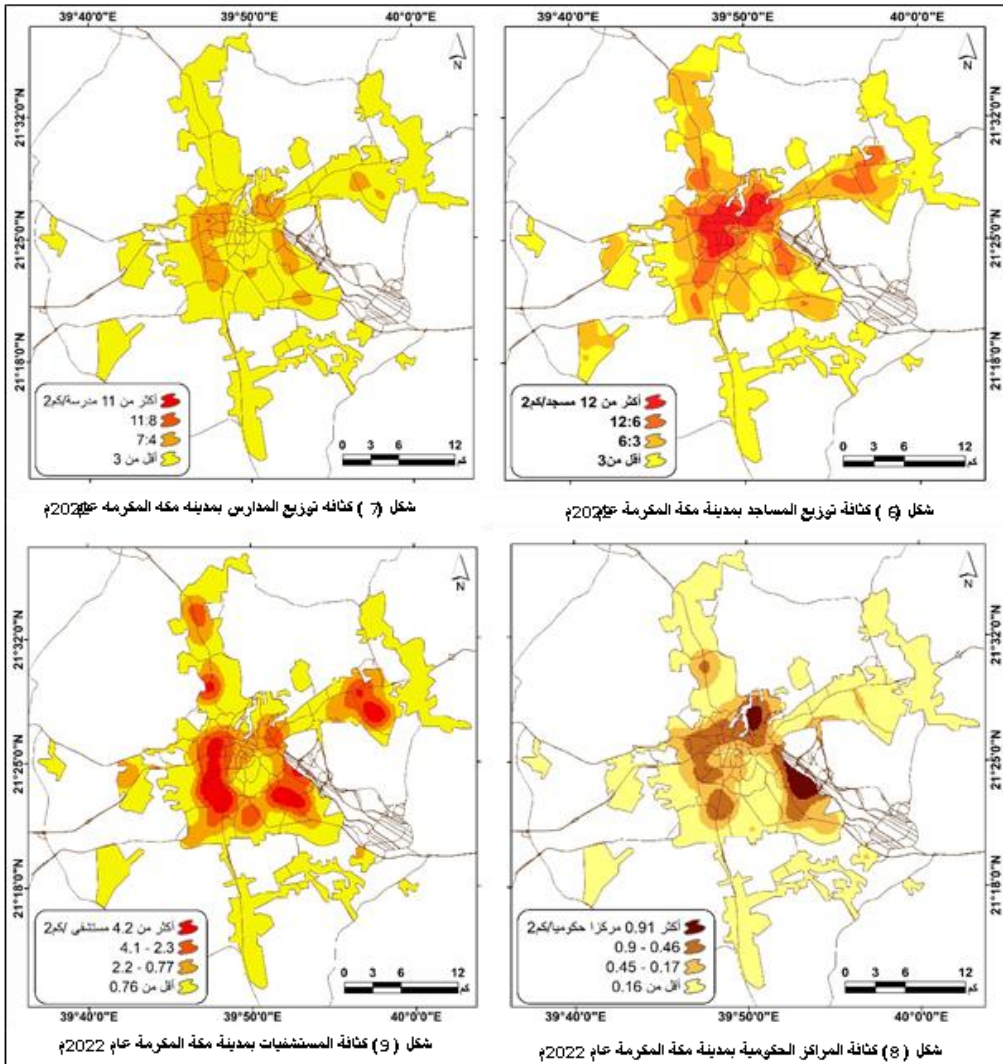 39°40'0"E 39°50'0"E 40°0'0"E
39°40'0"E 39°50'0"E 40°0'0"E
21°32'0"N
21°25'0"N
21°18'0"N
N
أكثر من 12 مسجد/كم2
12:6
6:3
أقل من3
0 3 6 12
كم
شكل (6) كثافة توزيع المساجد بمدينة مكة المكرمة عام 2022م
21°32'0"N
21°25'0"N
21°18'0"N
N
أكثر من 11 مدرسة/كم2
11:8
7:4
أقل من 3
0 3 6 12
كم
شكل (7) كثافة توزيع المدارس بمدينة مكة المكرمة عام 2022م
21°32'0"N
21°25'0"N
21°18'0"N
N
أكثر 0.91 مركزا حكوميا/كم2
0.9 - 0.46
0.45 - 0.17
أقل من 0.16
0 3 6 12
كم
39°40'0"E 39°50'0"E 40°0'0"E
شكل (8) كثافة المراكز الحكومية بمدينة مكة المكرمة عام 2022م
21°32'0"N
21°25'0"N
21°18'0"N
N
أكثر من 4.2 مستشفى /كم2
4.1 - 2.3
2.2 - 0.77
أقل من 0.76
0 3 6 12
كم
39°40'0"E 39°50'0"E 40°0'0"E
شكل (9) كثافة المستشفيات بمدينة مكة المكرمة عام 2022م